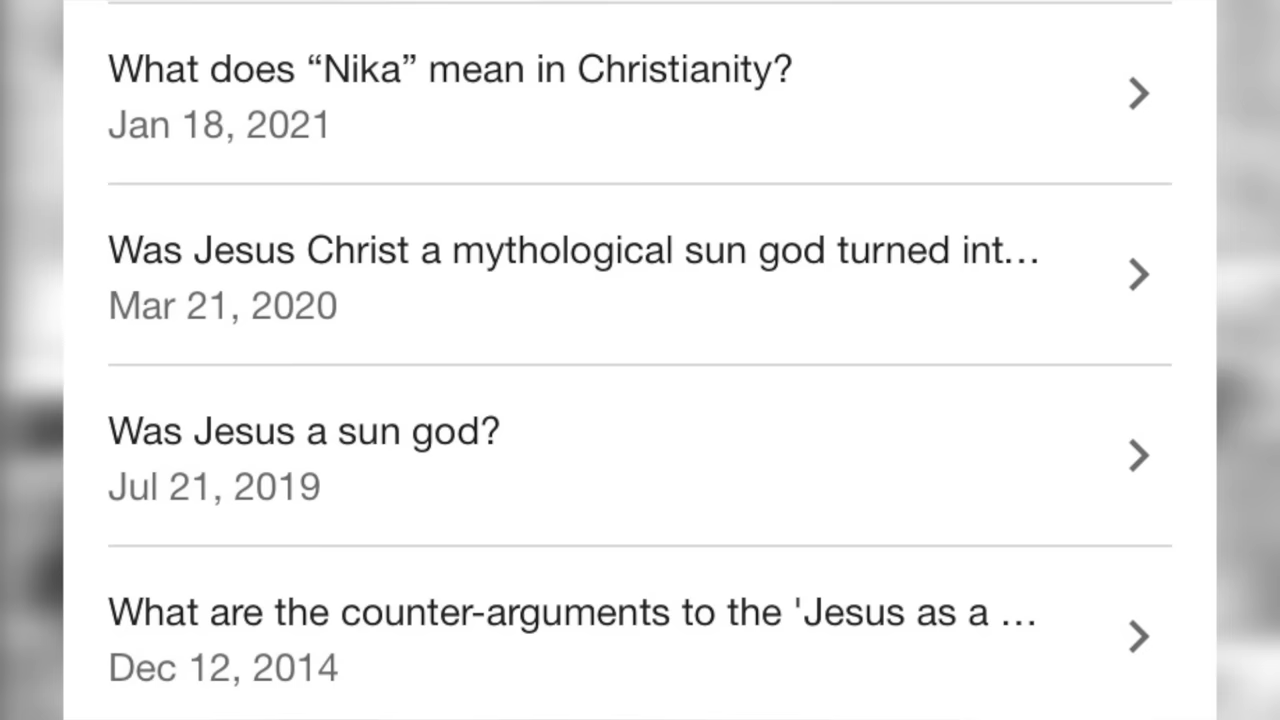 What does “Nika” mean in Christianity?
Jan 18, 2021
Was Jesus Christ a mythological sun god turned int...
Mar 21, 2020
Was Jesus a sun god?
Jul 21, 2019
What are the counter-arguments to the 'Jesus as a ...
Dec 12, 2014